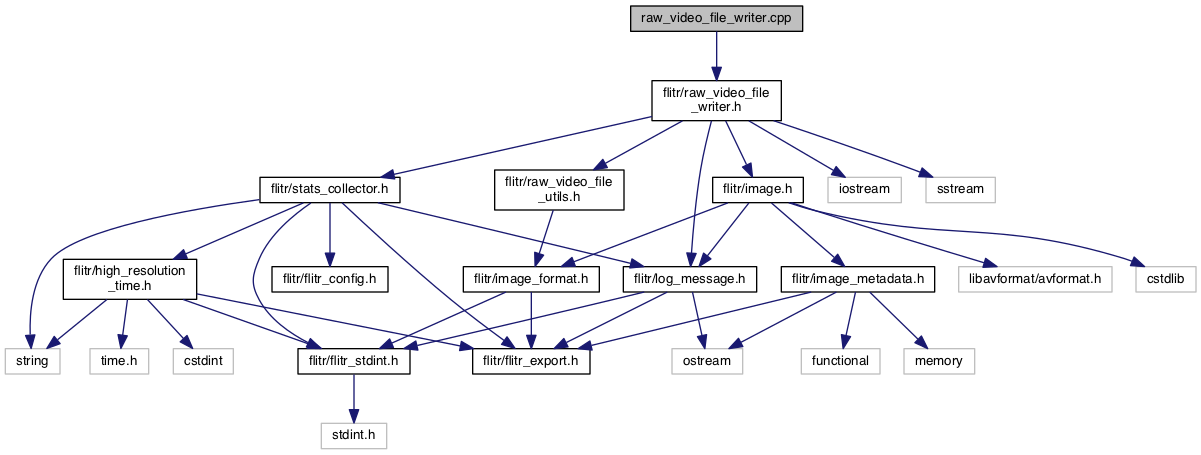 raw_video_file_writer.cpp
flitr/raw_video_file
_writer.h
flitr/stats_collector.h
flitr/raw_video_file
_utils.h
flitr/image.h
iostream
sstream
flitr/high_resolution
_time.h
flitr/flitr_config.h
flitr/image_format.h
flitr/log_message.h
flitr/image_metadata.h
libavformat/avformat.h
cstdlib
string
time.h
cstdint
flitr/flitr_stdint.h
flitr/flitr_export.h
ostream
functional
memory
stdint.h